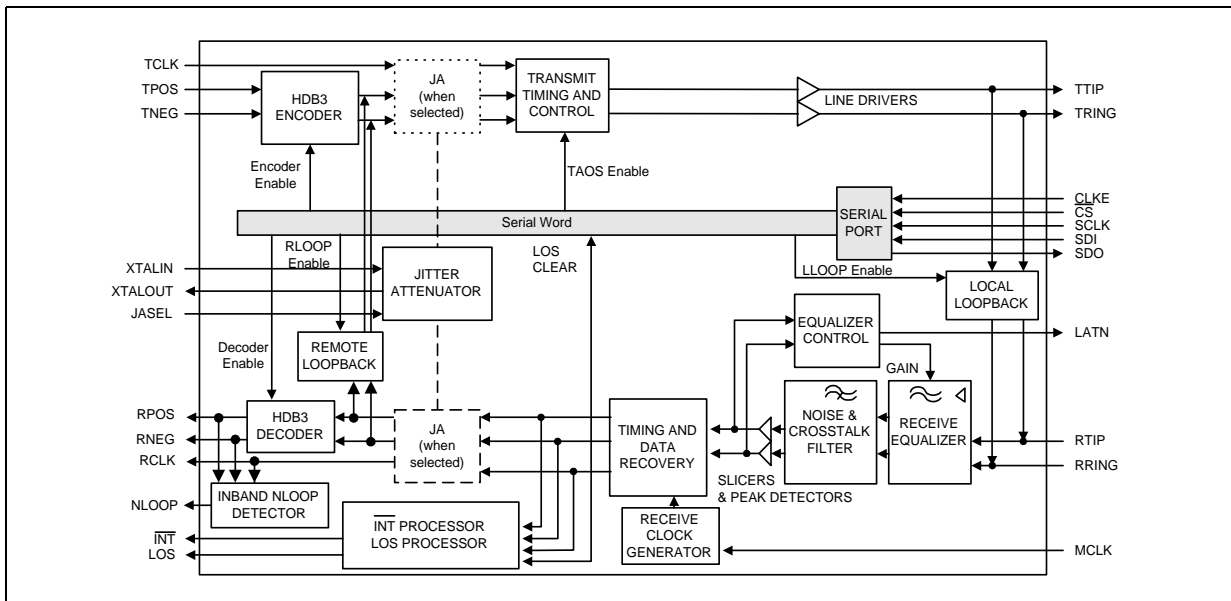 TCLK
TPOS
TNEG
HDB3
ENCODER
JA
(when
selected)
TRANSMIT
TIMING AND
CONTROL
LINE DRIVERS
TTIP
TRING
Encoder
Enable
TAOS Enable
Serial Word
SERIAL
PORT
CLKE
CS
SCLK
SDI
SDO
RLOOP
Enable
LOS
CLEAR
LLOOP Enable
XTALIN
XTALOUT
JASEL
JITTER
ATTENUATOR
LOCAL
LOOPBACK
EQUALIZER
CONTROL
LATN
GAIN
Decoder
Enable
REMOTE
LOOPBACK
RPOS
RNEG
RCLK
HDB3
DECODER
JA
(when
selected)
TIMING AND
DATA
RECOVERY
NOISE &
CROSSTALK
FILTER
RECEIVE
EQUALIZER
RTIP
RRING
SLICERS
& PEAK DETECTORS
NLOOP
INBAND NLOOP
DETECTOR
INT
LOS
INT PROCESSOR
LOS PROCESSOR
RECEIVE
CLOCK
GENERATOR
MCLK